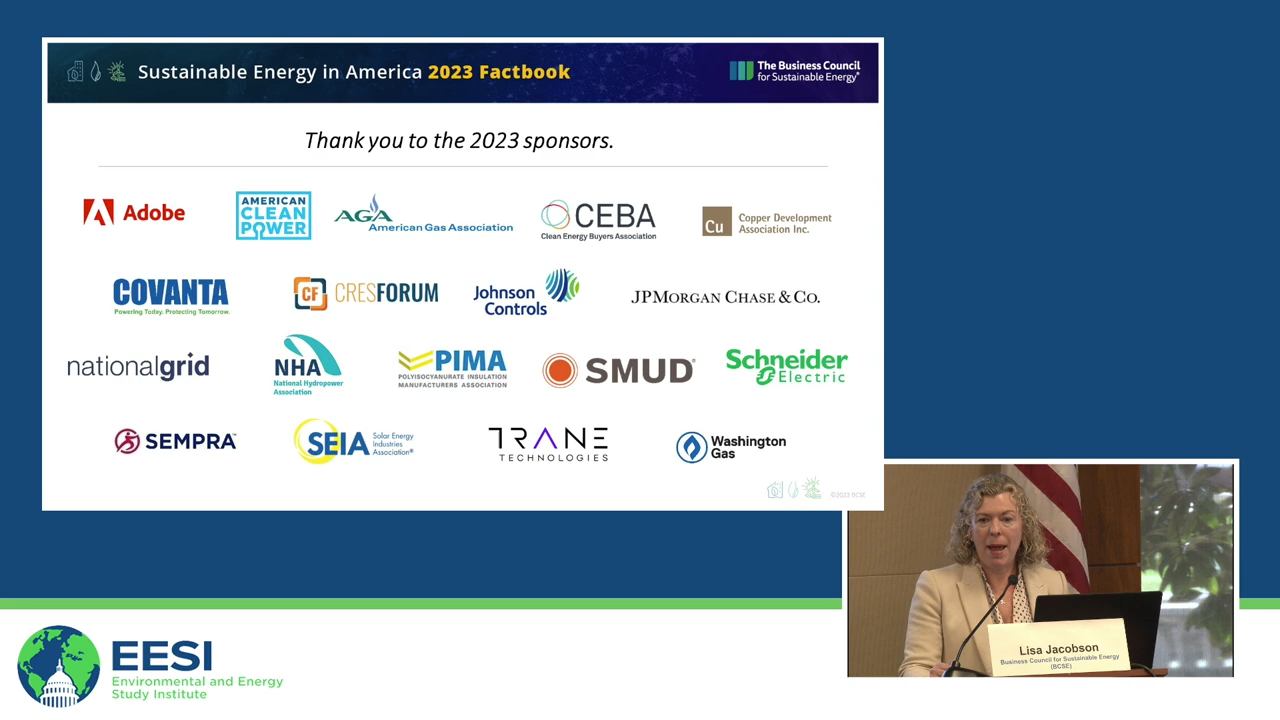 Sustainable Energy in America 2023 Factbook
The Business Council
for Sustainable Energy®
Thank you to the 2023 sponsors.
Adobe
AMERICAN
CLEAN
POWER
AGA
American Gas Association
CEBA
Clean Energy Buyers Association
Cu
Copper Development
Association Inc.
COVANTA
Powering Today. Protecting Tomorrow.
CF
CRESFORUM
Johnson
Controls
JPMORGAN CHASE & CO.
nationalgrid
NHA
National Hydropower
Association
PIMA
POLYISOCYANURATE INSULATION
MANUFACTURERS ASSOCIATION
SMUD®
Schneider
Electric
SEMPRA™
SEIA
Solar Energy
Industries
Association®
TRANE
TECHNOLOGIES
Washington
Gas
©2023 BCSE
Lisa Jacobson
Business Council for Sustainable Energy
(BCSE)
EESI
Environmental and Energy
Study Institute